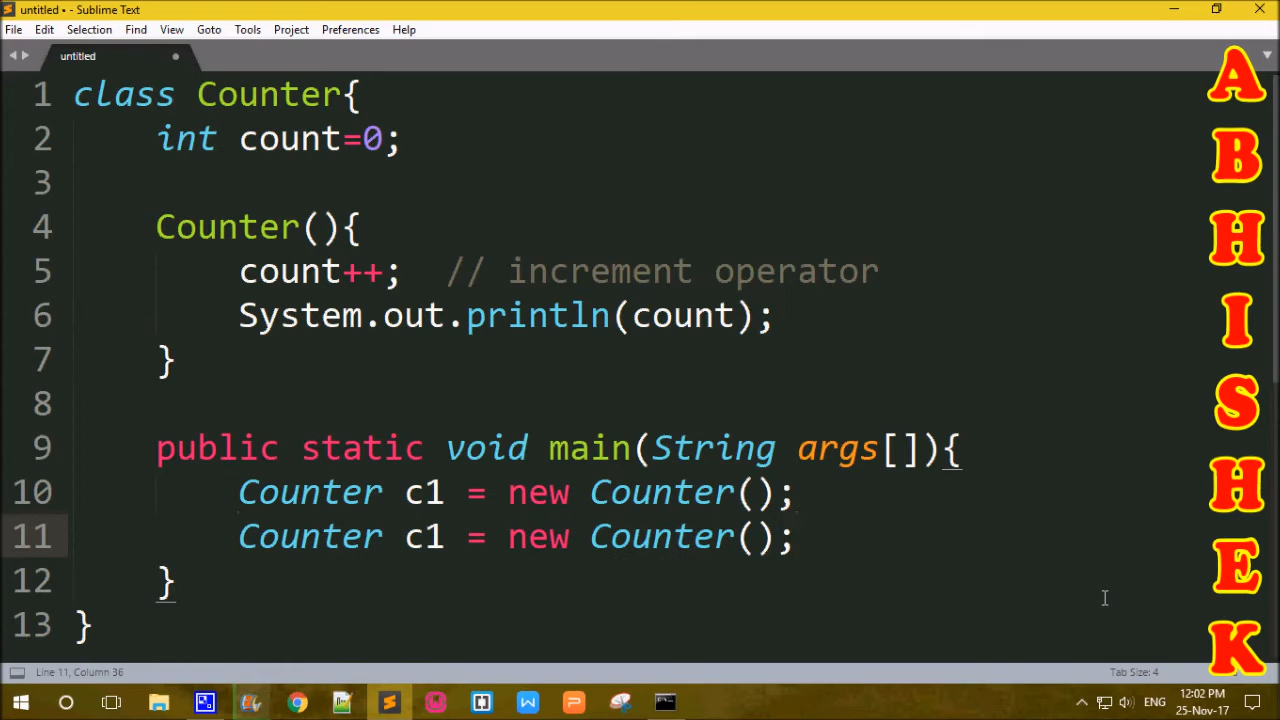 untitled • - Sublime Text
File Edit Selection Find View Goto Tools Project Preferences Help
untitled
1 class Counter{
2 int count=0;
3
4 Counter(){
5 count++; // increment operator
6 System.out.println(count);
7 }
8
9 public static void main(String args[]){
10 Counter c1 = new Counter();
11 Counter c1 = new Counter();
12 }
13 }
ABHISHEK
Line 11, Column 36
Tab Size: 4
ENG
12:02 PM
25-Nov-17